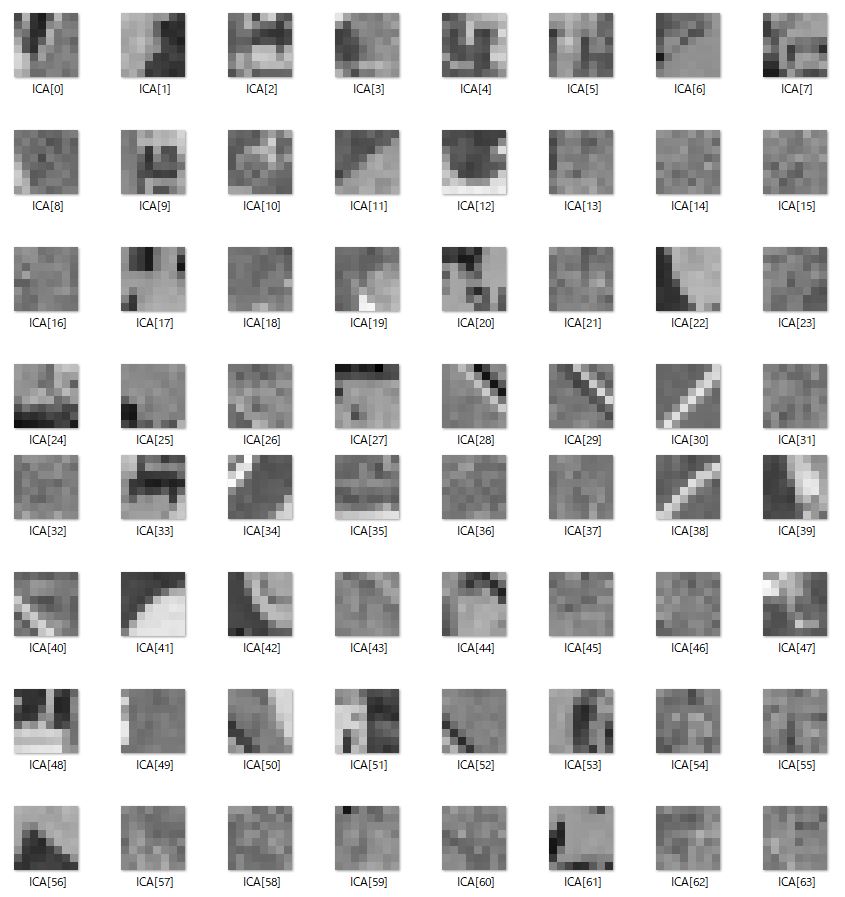 ICA[0] ICA[1] ICA[2] ICA[3] ICA[4] ICA[5] ICA[6] ICA[7]
ICA[8] ICA[9] ICA[10] ICA[11] ICA[12] ICA[13] ICA[14] ICA[15]
ICA[16] ICA[17] ICA[18] ICA[19] ICA[20] ICA[21] ICA[22] ICA[23]
ICA[24] ICA[25] ICA[26] ICA[27] ICA[28] ICA[29] ICA[30] ICA[31]
ICA[32] ICA[33] ICA[34] ICA[35] ICA[36] ICA[37] ICA[38] ICA[39]
ICA[40] ICA[41] ICA[42] ICA[43] ICA[44] ICA[45] ICA[46] ICA[47]
ICA[48] ICA[49] ICA[50] ICA[51] ICA[52] ICA[53] ICA[54] ICA[55]
ICA[56] ICA[57] ICA[58] ICA[59] ICA[60] ICA[61] ICA[62] ICA[63]